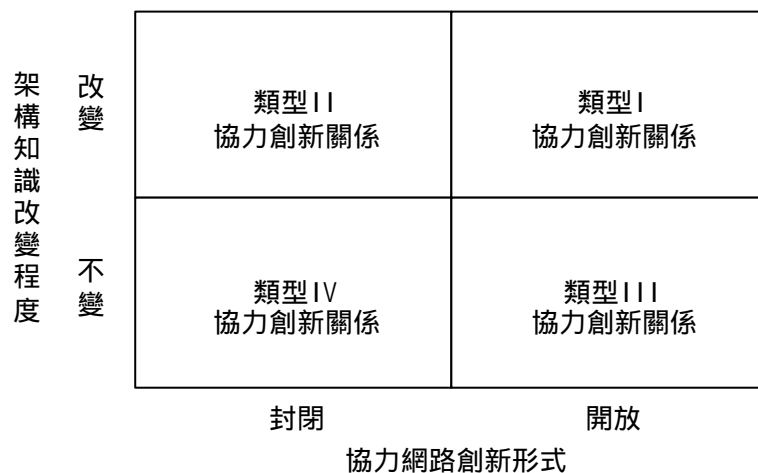 架構知識改變程度
改變
類型II
協力創新關係
類型I
協力創新關係
不變
類型IV
協力創新關係
類型III
協力創新關係
封閉
開放
協力網路創新形式